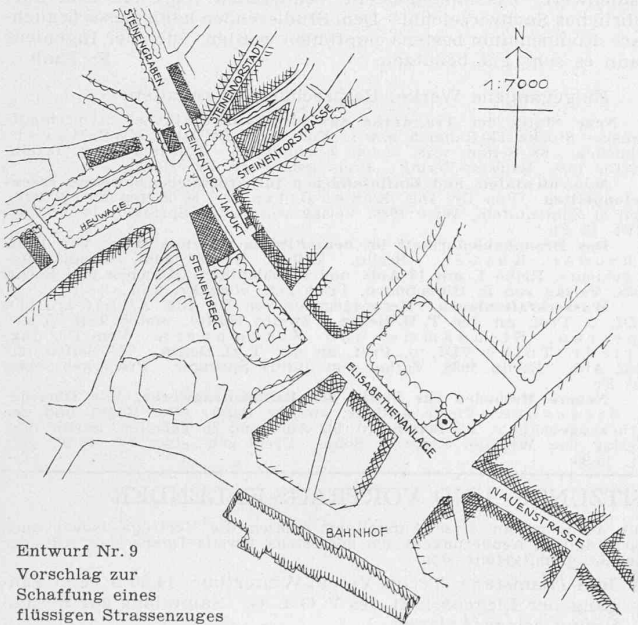 STEINENGRABEN
STEINENVORSTADT
N
1:7000
STEINENTORSTRASSE
STEINENTOR-VIADUKT
HEUWAGE
STEINENBERG
ELISABETHENANLAGE
NAUENSTRASSE
BAHNHOF
Entwurf Nr. 9
Vorschlag zur
Schaffung eines
flüssigen Strassenzuges